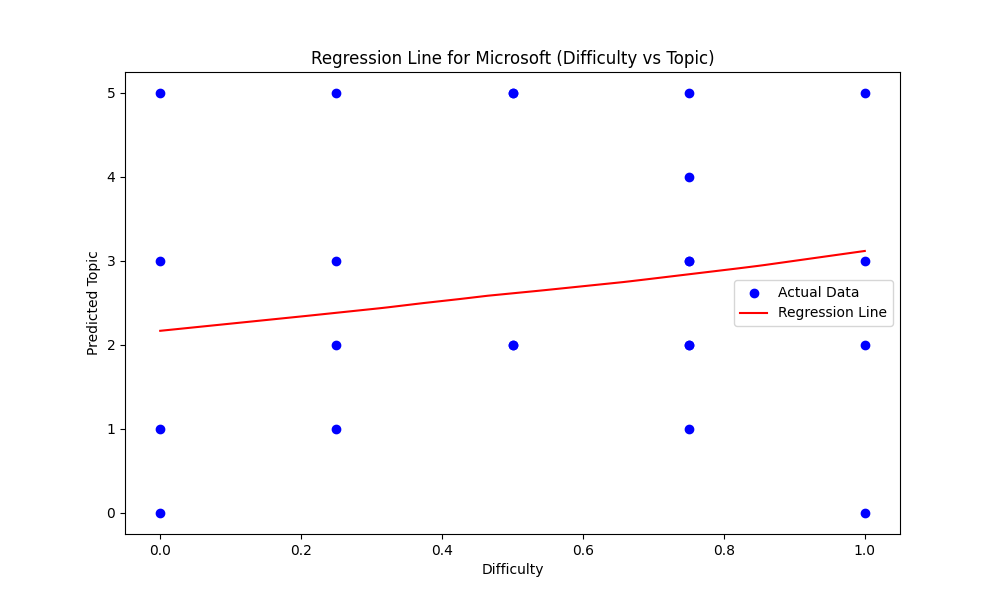 Regression Line for Microsoft (Difficulty vs Topic)
5
4
3
2
1
0
Predicted Topic
Actual Data
Regression Line
0.0 0.2 0.4 0.6 0.8 1.0
Difficulty